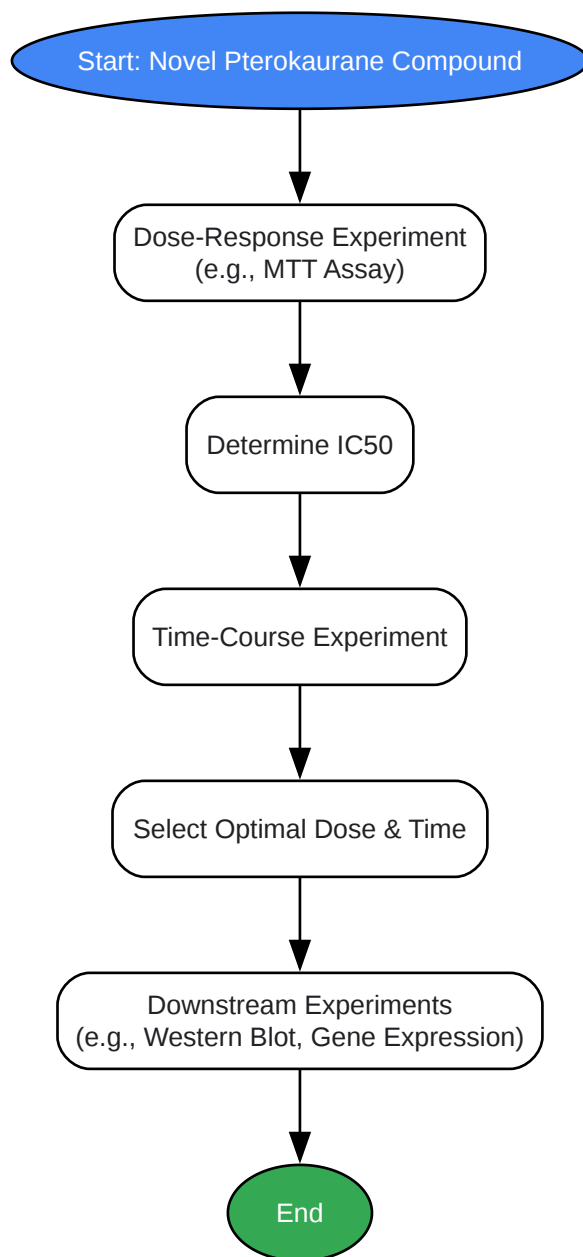 Start: Novel Pterokaurane Compound
Dose-Response Experiment
(e.g., MTT Assay)
Determine IC50
Time-Course Experiment
Select Optimal Dose & Time
Downstream Experiments
(e.g., Western Blot, Gene Expression)
End